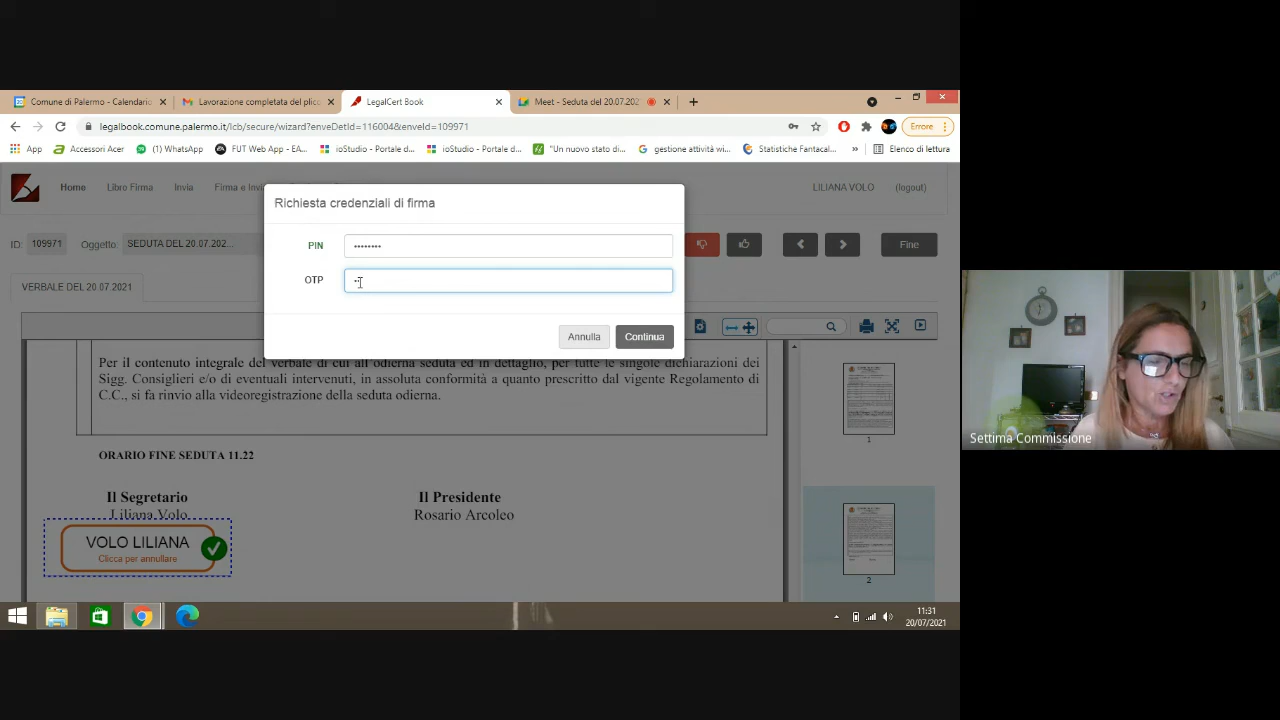 Comune di Palermo - Calendario
Lavorazione completata del plico
LegalCert Book
Meet - Seduta del 20.07.202
legalbook.comune.palermo.it/lcb/secure/wizard?enveDetId=116004&enveId=109971
Errore
App
Accessori Acer
(1) WhatsApp
FUT Web App - EA...
ioStudio - Portale d...
ioStudio - Portale d...
"Un nuovo stato di...
gestione attività wi...
Statistiche Fantacal...
»
Elenco di lettura
Home
Libro Firma
Invia
Firma e Invi
LILIANA VOLO
(logout)
Richiesta credenziali di firma
ID:
109971
Oggetto:
SEDUTA DEL 20.07.202...
Fine
PIN
••••••••
OTP
VERBALE DEL 20.07 2021
Annulla
Continua
Per il contenuto integrale del verbale di cui all'odierna seduta ed in dettaglio, per tutte le singole dichiarazioni dei
Sigg. Consiglieri e/o di eventuali intervenuti, in assoluta conformità a quanto prescritto dal vigente Regolamento di
C.C., si fa rinvio alla videoregistrazione della seduta odierna.
ORARIO FINE SEDUTA 11.22
Il Segretario
Il Presidente
Liliana Volo
Rosario Arcoleo
VOLO LILIANA
Clicca per annullare
1
2
11:31
20/07/2021
Settima Commissione